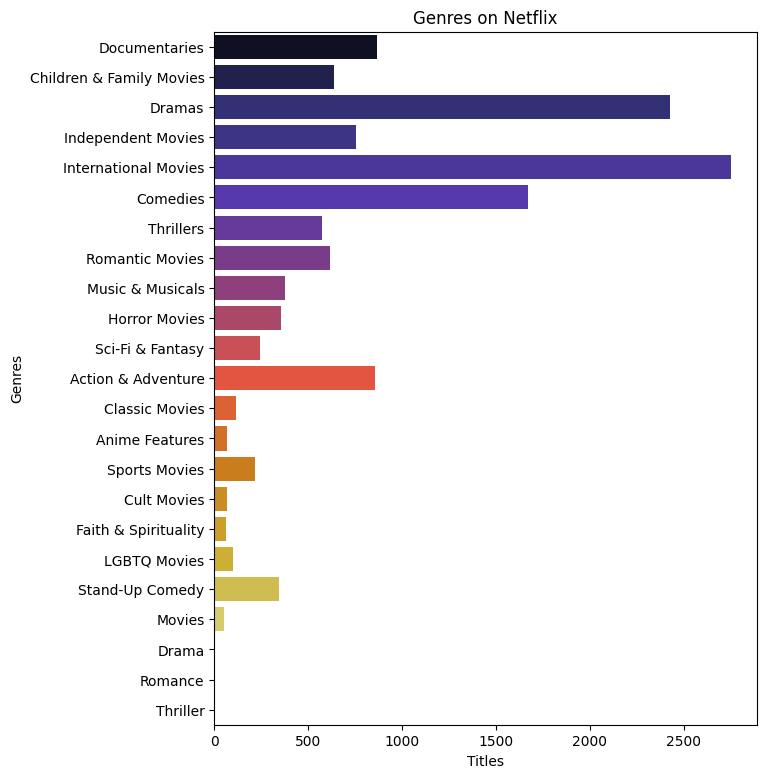 Genres on Netflix
Documentaries
Children & Family Movies
Dramas
Independent Movies
International Movies
Comedies
Thrillers
Romantic Movies
Music & Musicals
Horror Movies
Sci-Fi & Fantasy
Action & Adventure
Classic Movies
Anime Features
Sports Movies
Cult Movies
Faith & Spirituality
LGBTQ Movies
Stand-Up Comedy
Movies
Drama
Romance
Thriller
Genres
0 500 1000 1500 2000 2500
Titles